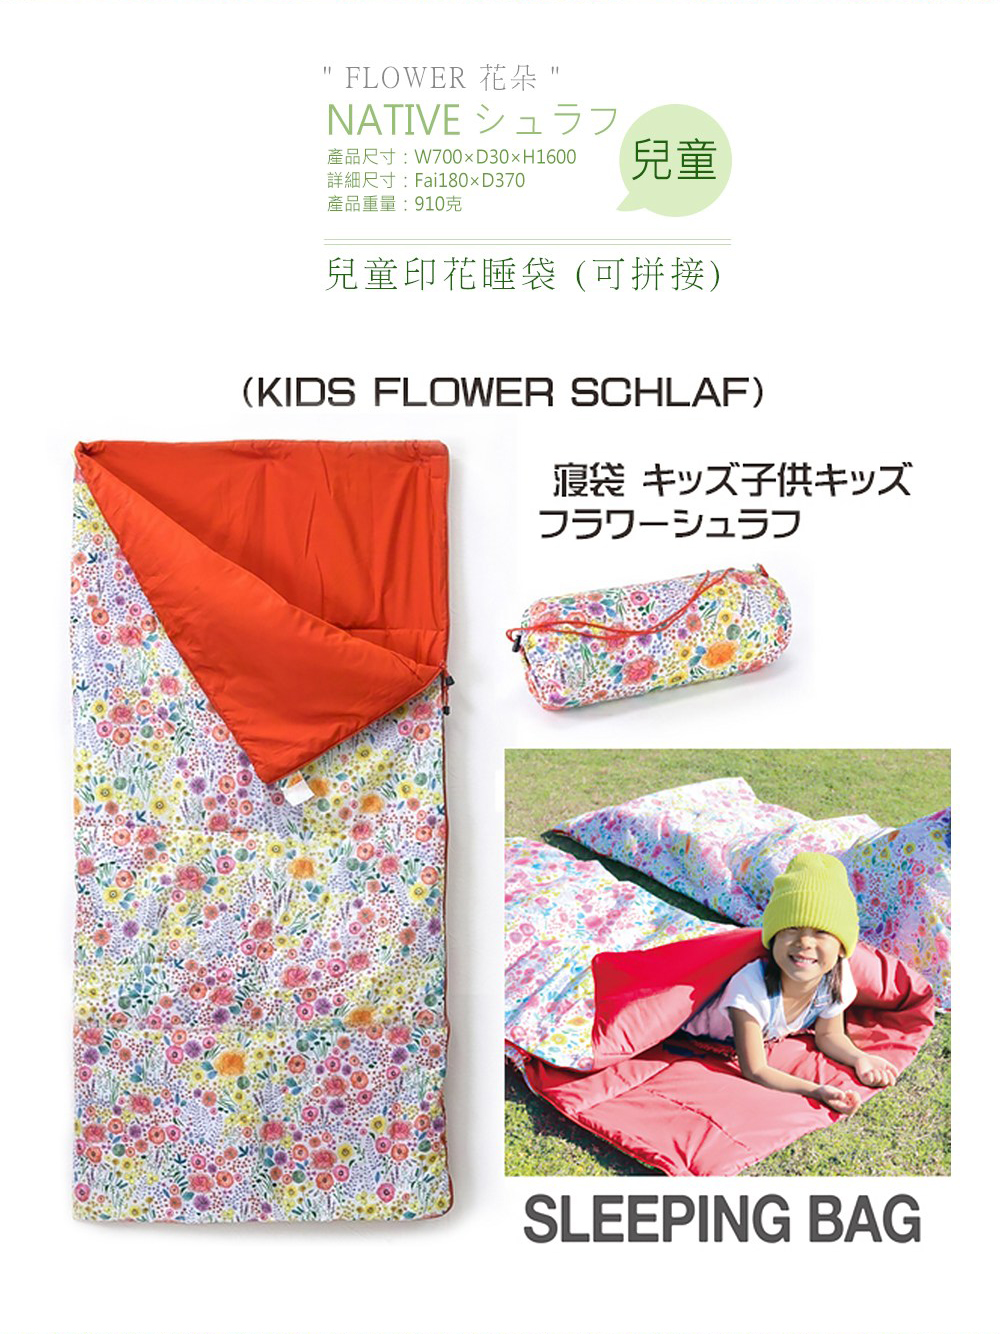 " FLOWER 花朵 "
NATIVE シュラフ
兒童
產品尺寸：W700×D30×H1600
詳細尺寸：Fai180×D370
產品重量：910克
兒童印花睡袋 (可拼接)
(KIDS FLOWER SCHLAF)
寝袋 キッズ子供キッズ
フラワーシュラフ
SLEEPING BAG